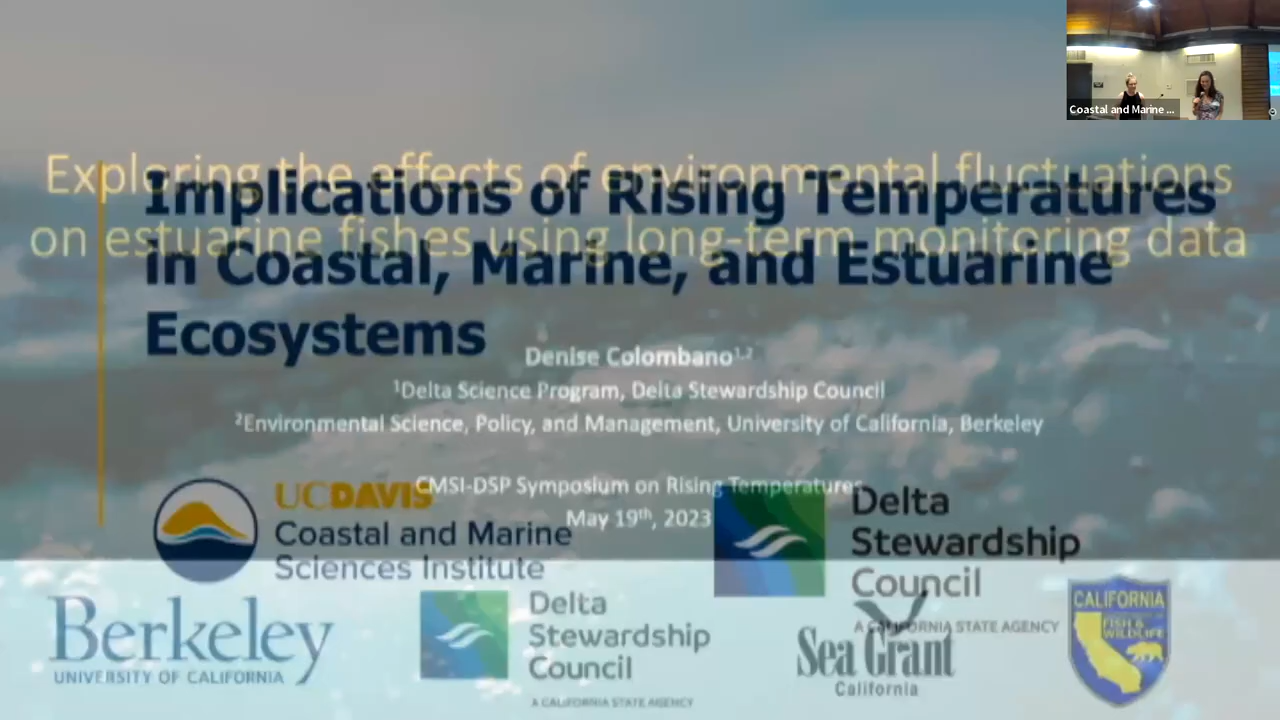 Coastal and Marine ...
Exploring the effects of environmental fluctuations
on estuarine fishes using long-term monitoring data
Implications of Rising Temperatures
in Coastal, Marine, and Estuarine
Ecosystems
Denise Colombano1,2
1Delta Science Program, Delta Stewardship Council
2Environmental Science, Policy, and Management, University of California, Berkeley
CMSI-DSP Symposium on Rising Temperatures
May 19th, 2023
UCDAVIS
Coastal and Marine
Sciences Institute
Delta
Stewardship
Council
A CALIFORNIA STATE AGENCY
Berkeley
UNIVERSITY OF CALIFORNIA
Delta
Stewardship
Council
A CALIFORNIA STATE AGENCY
Sea Grant
California
CALIFORNIA
FISH &
WILDLIFE